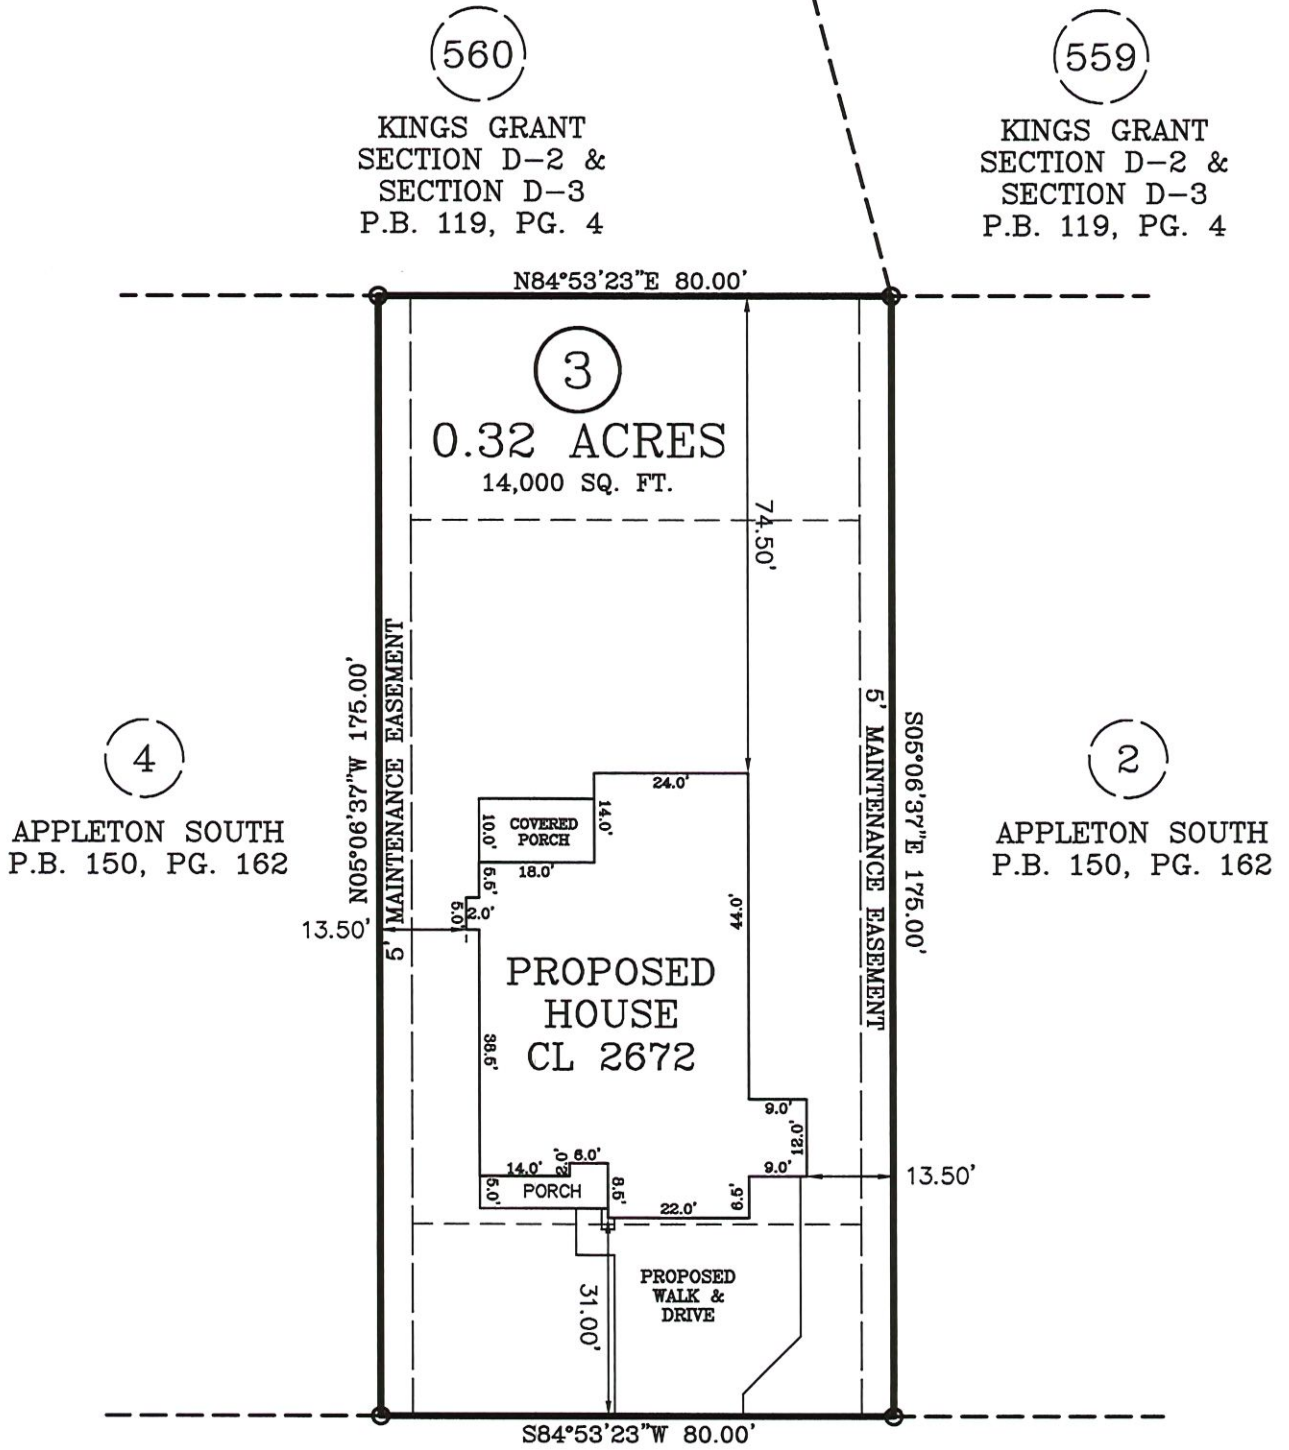 560
KINGS GRANT
SECTION D-2 &
SECTION D-3
P.B. 119, PG. 4
559
KINGS GRANT
SECTION D-2 &
SECTION D-3
P.B. 119, PG. 4
N84°53'23"E 80.00'
3
0.32 ACRES
14,000 SQ. FT.
74.50'
N05°06'37"W 175.00'
5' MAINTENANCE EASEMENT
5' MAINTENANCE EASEMENT
S05°06'37"E 175.00'
4
APPLETON SOUTH
P.B. 150, PG. 162
2
APPLETON SOUTH
P.B. 150, PG. 162
24.0'
14.0'
10.0'
COVERED
PORCH
18.0'
5.5'
5.0'
2.0'
13.50'
44.0'
PROPOSED
HOUSE
CL 2672
38.5'
9.0'
12.0'
9.0'
13.50'
14.0'
2.0'
6.0'
5.0'
PORCH
8.5'
22.0'
6.5'
31.00'
PROPOSED
WALK &
DRIVE
S84°53'23"W 80.00'